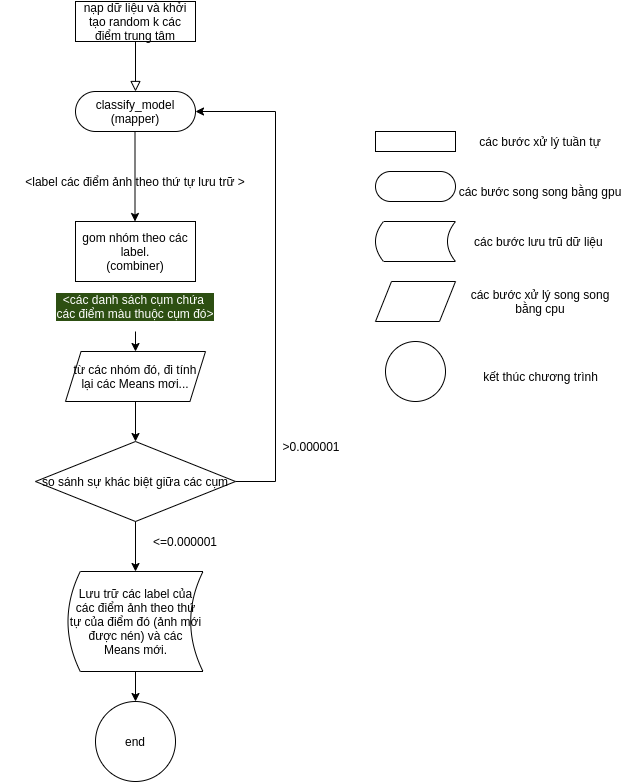 nạp dữ liệu và khởi
tạo random k các
điểm trung tâm
classify_model
(mapper)
<label các điểm ảnh theo thứ tự lưu trữ >
gom nhóm theo các
label.
(combiner)
<các danh sách cụm chứa
các điểm màu thuộc cụm đó>
từ các nhóm đó, đi tính
lại các Means mơi...
so sánh sự khác biệt giữa các cụm
>0.000001
<=0.000001
Lưu trữ các label của
các điểm ảnh theo thứ
tự của điểm đó (ảnh mới
được nén) và các
Means mới.
end
các bước xử lý tuần tự
các bước song song bằng gpu
các bước lưu trũ dữ liệu
các bước xử lý song song
bằng cpu
kết thúc chương trình